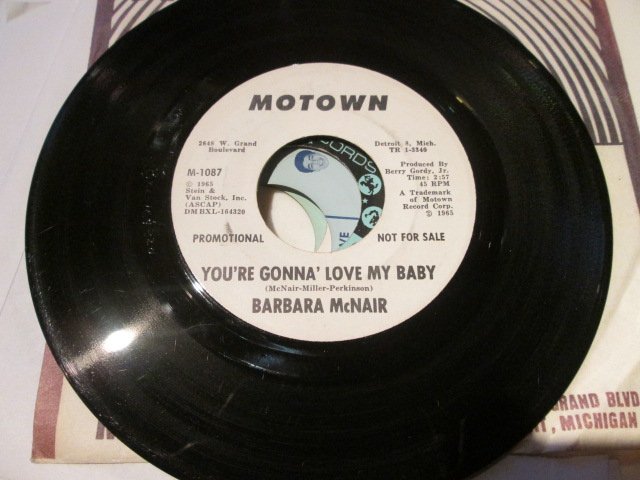 MOTOWN
2648 W. Grand
Boulevard
Detroit 8, Mich.
TR 1-3340
M-1087
© 1965
Stein &
Van Stock, Inc.
(ASCAP)
DMBXL-164320
Produced By
Berry Gordy, Jr.
Time: 2:57
45 RPM
A Trademark
of Motown
Record Corp.
© 1965
PROMOTIONAL
NOT FOR SALE
YOU'RE GONNA' LOVE MY BABY
(McNair-Miller-Perkinson)
BARBARA McNAIR
CORDS
GRAND BLVD
, MICHIGAN